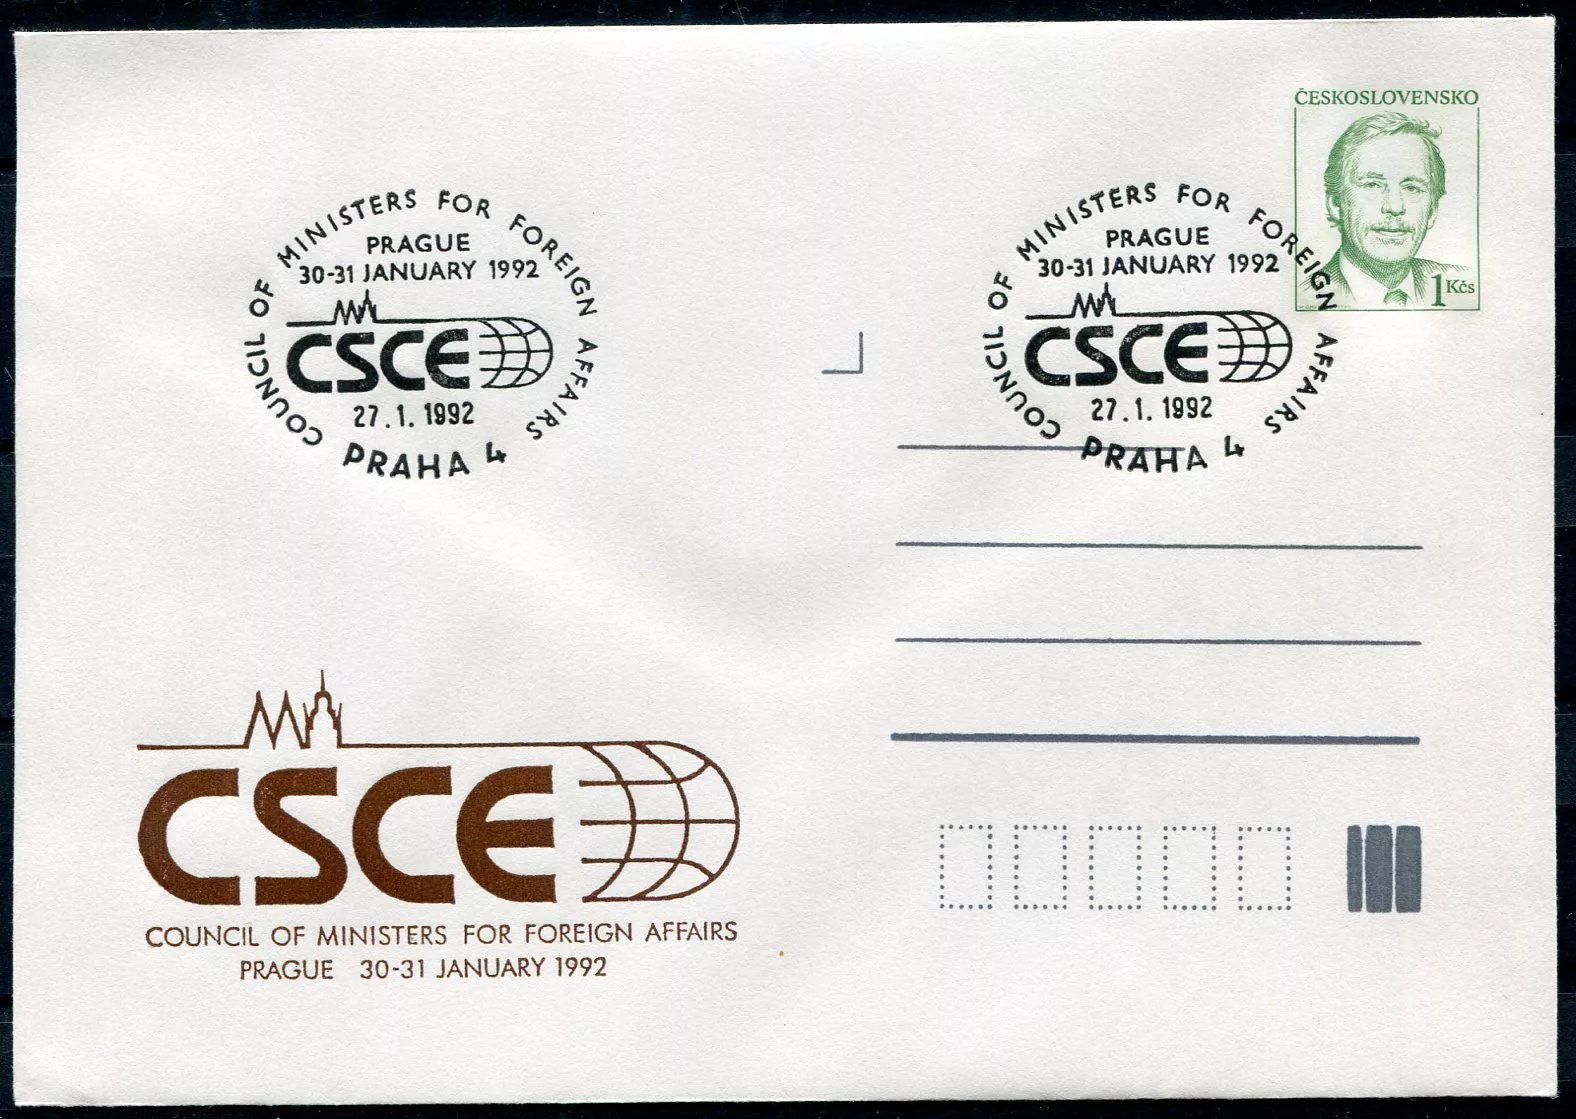 ČESKOSLOVENSKO
1 Kčs
COUNCIL OF MINISTERS FOR FOREIGN AFFAIRS
PRAGUE
30-31 JANUARY 1992
CSCE
27.1.1992
PRAHA 4
COUNCIL OF MINISTERS FOR FOREIGN AFFAIRS
PRAGUE
30-31 JANUARY 1992
CSCE
27.1.1992
PRAHA 4
CSCE
COUNCIL OF MINISTERS FOR FOREIGN AFFAIRS
PRAGUE 30-31 JANUARY 1992